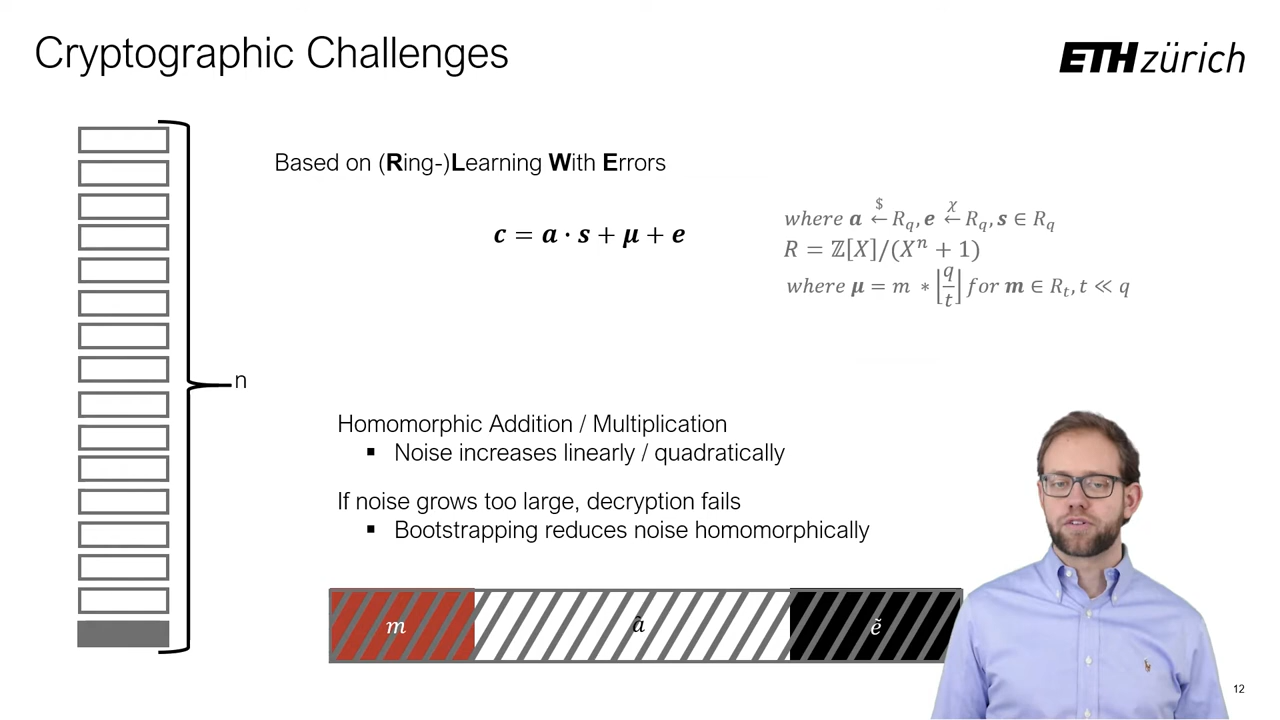 Cryptographic Challenges
ETH zürich
Based on (Ring-)Learning With Errors
c = a · s + μ + e
where a $← R_q, e χ← R_q, s ∈ R_q
R = ℤ[X]/(X^n + 1)
where μ = m * ⌊q/t⌋ for m ∈ R_t, t ≪ q
n
Homomorphic Addition / Multiplication
▪ Noise increases linearly / quadratically
If noise grows too large, decryption fails
▪ Bootstrapping reduces noise homomorphically
m â ẽ
12